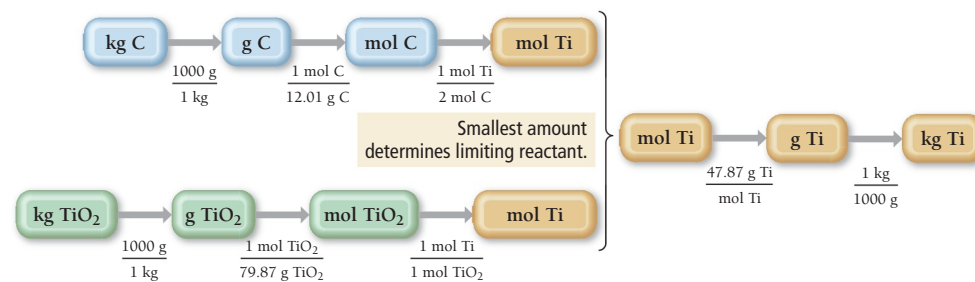 kg C
g C
mol C
mol Ti
1000 g
1 kg
1 mol C
12.01 g C
1 mol Ti
2 mol C
Smallest amount
determines limiting reactant.
mol Ti
g Ti
kg Ti
47.87 g Ti
mol Ti
1 kg
1000 g
kg TiO₂
g TiO₂
mol TiO₂
mol Ti
1000 g
1 kg
1 mol TiO₂
79.87 g TiO₂
1 mol Ti
1 mol TiO₂